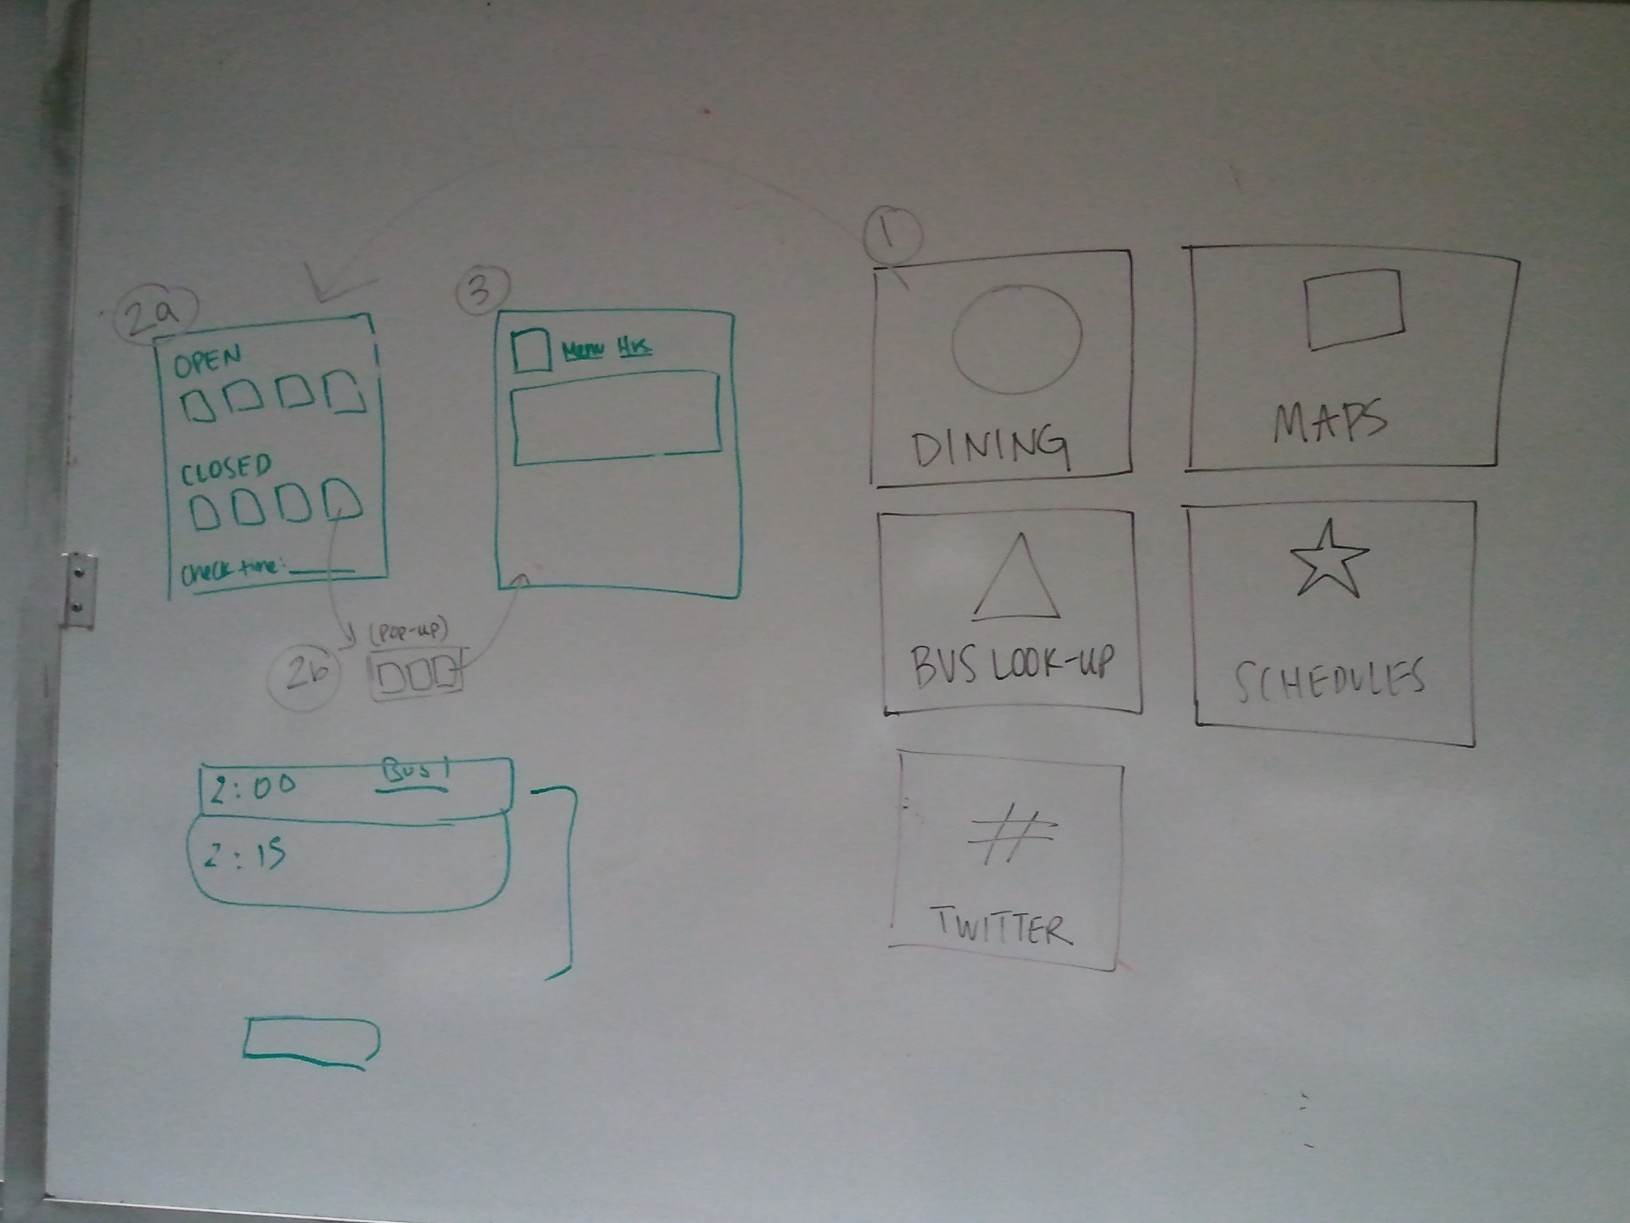 1
DINING
MAPS
BUS LOOK-UP
SCHEDULES
#
TWITTER
2a
OPEN
CLOSED
check time:
2b
(POP-UP)
3
Menu Hrs.
2:00 BUS 1
2:15